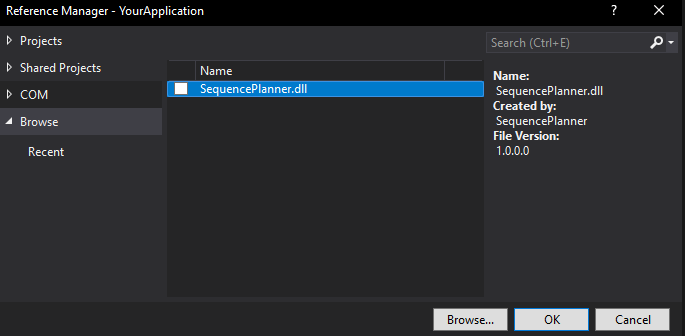 Reference Manager - YourApplication
Projects
Shared Projects
COM
Browse
Recent
Name
SequencePlanner.dll
Search (Ctrl+E)
Name:
SequencePlanner.dll
Created by:
SequencePlanner
File Version:
1.0.0.0
Browse...
OK
Cancel